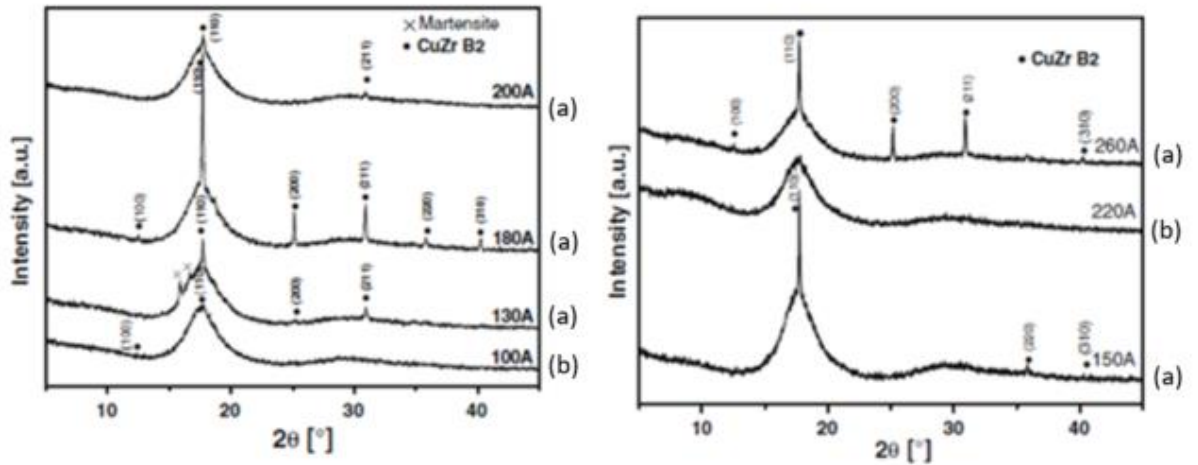 × Martensite
• CuZr B2
(110)
(211)
200A
(a)
(110)
(100)
(200)
(211)
(220)
(310)
180A
(a)
(110)
(200)
(211)
130A
(a)
(110)
(100)
100A
(b)
Intensity [a.u.]
10 20 30 40
2θ [°]
• CuZr B2
(110)
(100)
(200)
(211)
(310)
260A
(a)
220A
(b)
(110)
(220)
(310)
150A
(a)
Intensity [a.u.]
10 20 30 40
2θ [°]